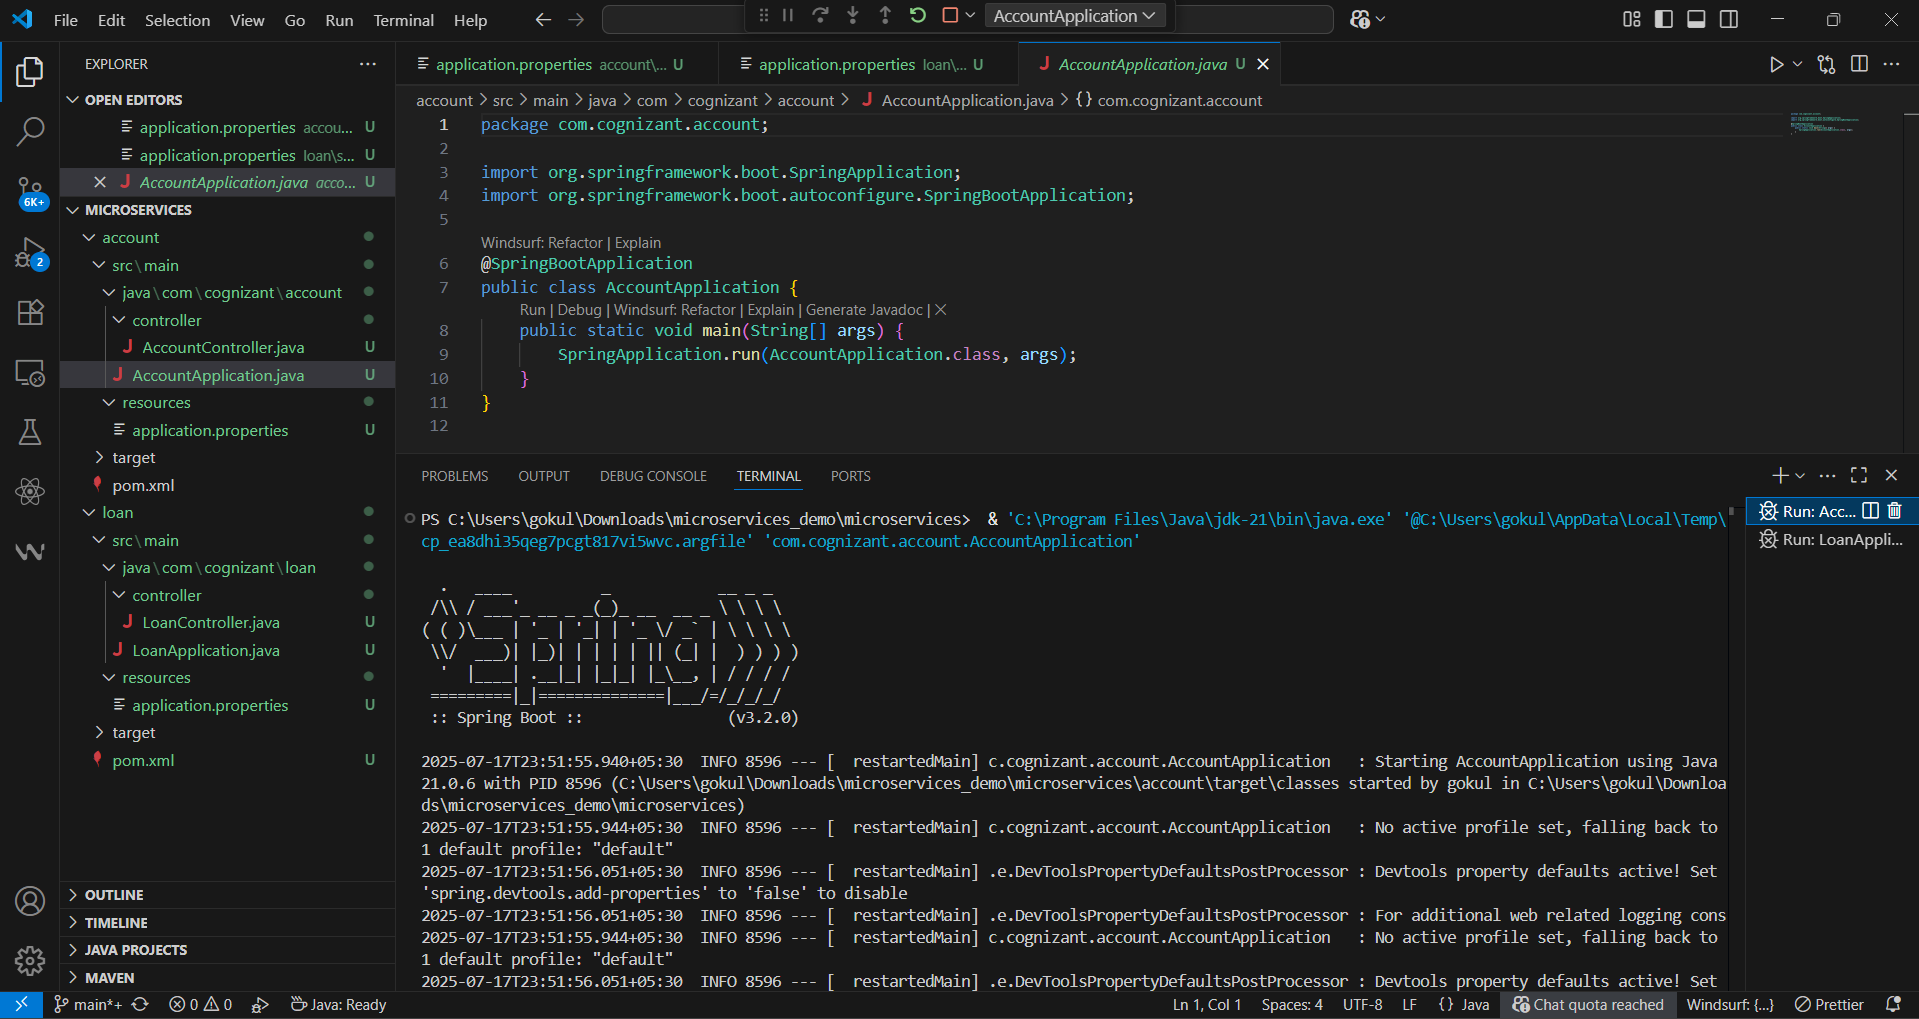 File Edit Selection View Go Run Terminal Help
AccountApplication
EXPLORER
OPEN EDITORS
application.properties accou... U
application.properties loan\s... U
AccountApplication.java acco... U
MICROSERVICES
account
src\main
java\com\cognizant\account
controller
AccountController.java U
AccountApplication.java U
resources
application.properties U
target
pom.xml
loan
src\main
java\com\cognizant\loan
controller
LoanController.java U
LoanApplication.java U
resources
application.properties U
target
pom.xml U
OUTLINE
TIMELINE
JAVA PROJECTS
MAVEN
6K+
2
application.properties account\... U
application.properties loan\... U
AccountApplication.java U
account > src > main > java > com > cognizant > account > AccountApplication.java > {} com.cognizant.account
1 package com.cognizant.account;
2
3 import org.springframework.boot.SpringApplication;
4 import org.springframework.boot.autoconfigure.SpringBootApplication;
5
Windsurf: Refactor | Explain
6 @SpringBootApplication
7 public class AccountApplication {
Run | Debug | Windsurf: Refactor | Explain | Generate Javadoc | X
8 public static void main(String[] args) {
9 SpringApplication.run(AccountApplication.class, args);
10 }
11 }
12
PROBLEMS OUTPUT DEBUG CONSOLE TERMINAL PORTS
PS C:\Users\gokul\Downloads\microservices_demo\microservices> & 'C:\Program Files\Java\jdk-21\bin\java.exe' '@C:\Users\gokul\AppData\Local\Temp\
cp_ea8dhi35qeg7pcgt817vi5wvc.argfile' 'com.cognizant.account.AccountApplication'
  .   ____          _            __ _ _
 /\\ / ___'_ __ _ _(_)_ __  __ _ \ \ \ \
( ( )\___ | '_ | '_| | '_ \/ _` | \ \ \ \
 \\/  ___)| |_)| | | | | || (_| |  ) ) ) )
  '  |____| .__|_| |_|_| |_\__, | / / / /
 =========|_|==============|___/=/_/_/_/
:: Spring Boot :: (v3.2.0)
2025-07-17T23:51:55.940+05:30 INFO 8596 --- [ restartedMain] c.cognizant.account.AccountApplication : Starting AccountApplication using Java
21.0.6 with PID 8596 (C:\Users\gokul\Downloads\microservices_demo\microservices\account\target\classes started by gokul in C:\Users\gokul\Downloa
ds\microservices_demo\microservices)
2025-07-17T23:51:55.944+05:30 INFO 8596 --- [ restartedMain] c.cognizant.account.AccountApplication : No active profile set, falling back to
1 default profile: "default"
2025-07-17T23:51:56.051+05:30 INFO 8596 --- [ restartedMain] .e.DevToolsPropertyDefaultsPostProcessor : Devtools property defaults active! Set
'spring.devtools.add-properties' to 'false' to disable
2025-07-17T23:51:56.051+05:30 INFO 8596 --- [ restartedMain] .e.DevToolsPropertyDefaultsPostProcessor : For additional web related logging cons
2025-07-17T23:51:55.944+05:30 INFO 8596 --- [ restartedMain] c.cognizant.account.AccountApplication : No active profile set, falling back to
1 default profile: "default"
2025-07-17T23:51:56.051+05:30 INFO 8596 --- [ restartedMain] .e.DevToolsPropertyDefaultsPostProcessor : Devtools property defaults active! Set
Run: Acc...
Run: LoanAppli...
main*+ 0 0 Java: Ready
Ln 1, Col 1 Spaces: 4 UTF-8 LF {} Java Chat quota reached Windsurf: {...} Prettier